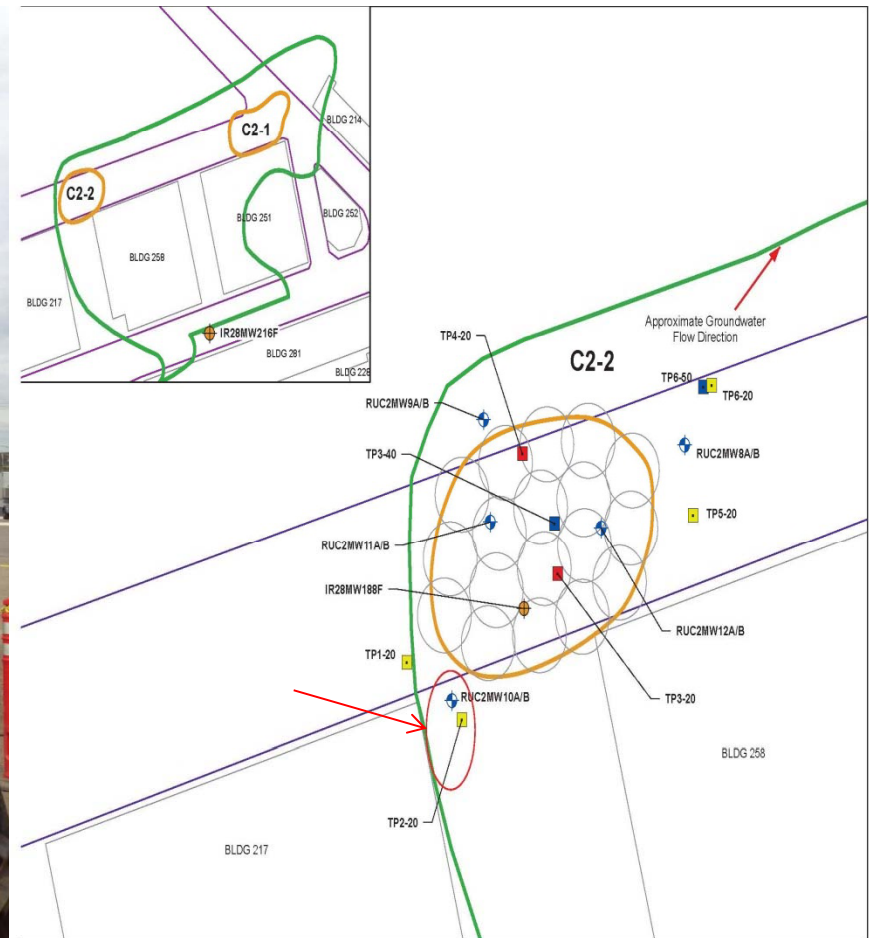 BLDG 214
C2-1
C2-2
BLDG 251
BLDG 252
BLDG 258
BLDG 217
IR28MW216F
BLDG 281
BLDG 228
Approximate Groundwater
Flow Direction
TP4-20
C2-2
TP6-50
TP6-20
RUC2MW9A/B
RUC2MW8A/B
TP3-40
TP5-20
RUC2MW11A/B
IR28MW188F
RUC2MW12A/B
TP1-20
RUC2MW10A/B
TP3-20
BLDG 258
TP2-20
BLDG 217